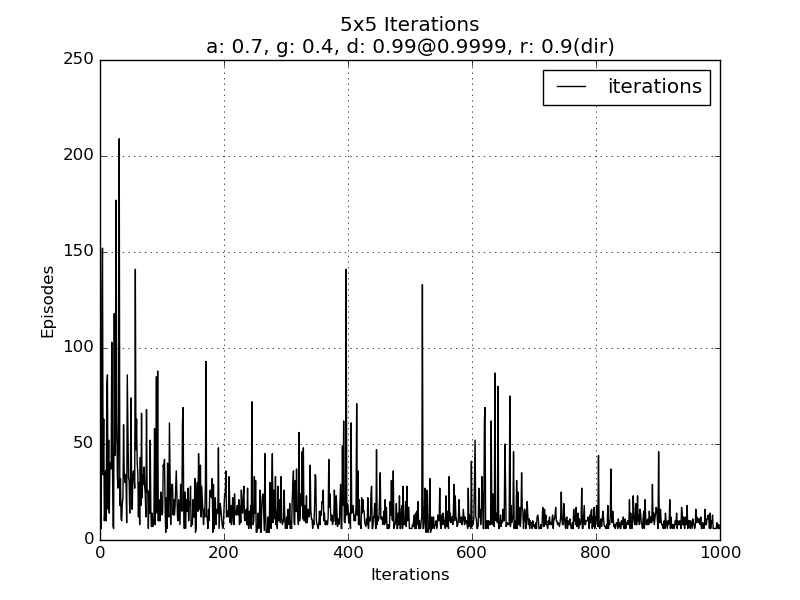 5x5 Iterations
a: 0.7, g: 0.4, d: 0.99@0.9999, r: 0.9(dir)
250
200
150
100
50
0
Episodes
iterations
0 200 400 600 800 1000
Iterations